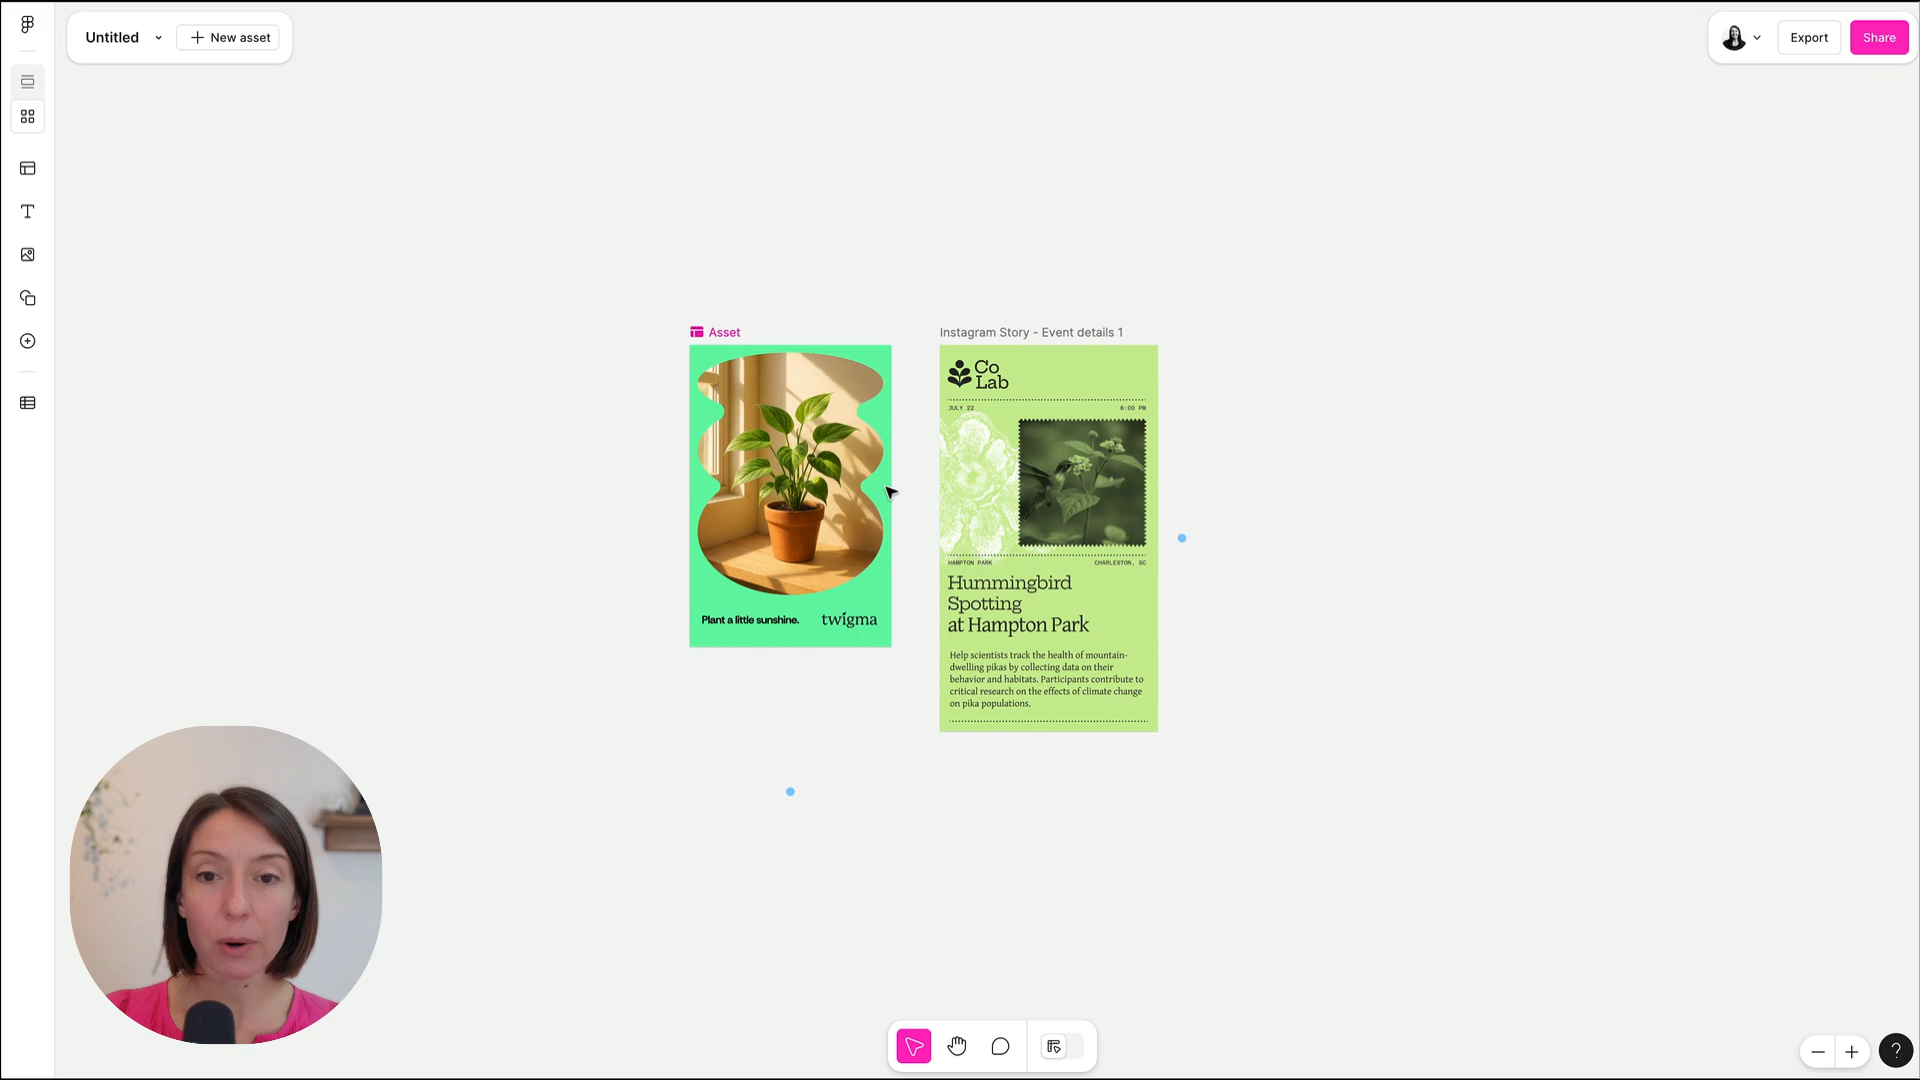 Untitled
New asset
Export
Share
Asset
Plant a little sunshine.
twigma
Instagram Story - Event details 1
Co
Lab
JULY 22
6:00 PM
HAMPTON PARK
CHARLESTON, SC
Hummingbird
Spotting
at Hampton Park
Help scientists track the health of mountain-
dwelling pikas by collecting data on their
behavior and habitats. Participants contribute to
critical research on the effects of climate change
on pika populations.
?